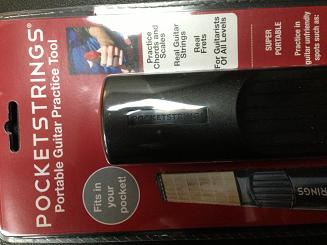 POCKETSTRINGS®
Portable Guitar Practice Tool
Practice
Chords and
Scales
Real Guitar
Strings
Real
Frets
For Guitarists
Of All Levels
SUPER
PORTABLE
Practice in
guitar unfriendly
spots such as:
POCKETSTRINGS
Fits in
your
pocket!
STRINGS